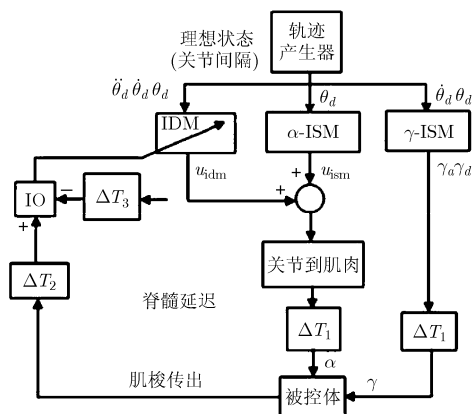 轨迹
产生器
理想状态
(关节间隔)
θ̈d θ̇d θd
θd
θ̇d θd
IDM
α-ISM
γ-ISM
uidm
uism
γaγd
+
+
IO
−
+
ΔT3
关节到肌肉
ΔT2
脊髓延迟
ΔT1
ΔT1
α
肌梭传出
被控体
γ